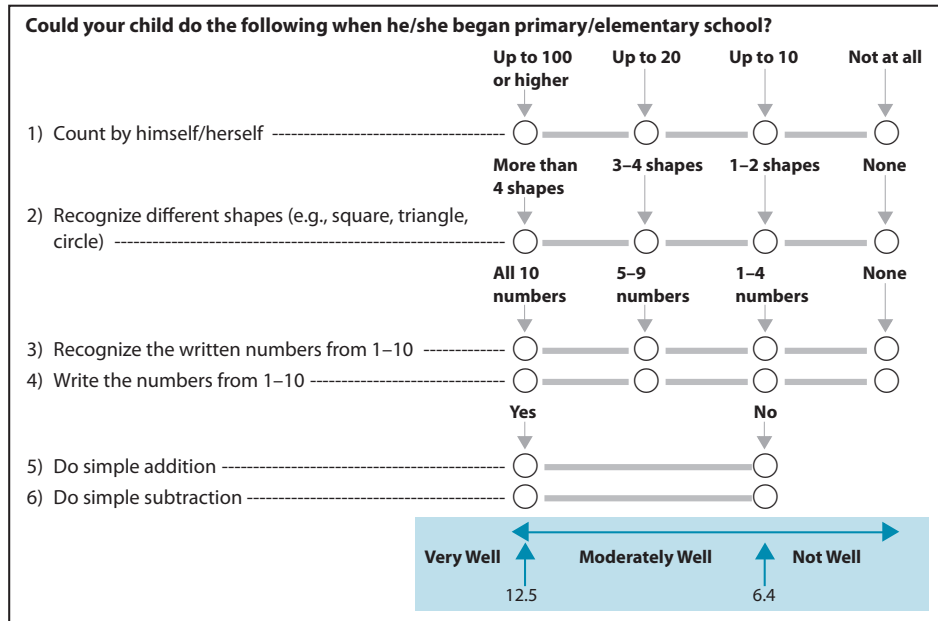 Could your child do the following when he/she began primary/elementary school?
Up to 100 or higher Up to 20 Up to 10 Not at all
1) Count by himself/herself
More than 4 shapes 3–4 shapes 1–2 shapes None
2) Recognize different shapes (e.g., square, triangle,
circle)
All 10 numbers 5–9 numbers 1–4 numbers None
3) Recognize the written numbers from 1–10
4) Write the numbers from 1–10
Yes No
5) Do simple addition
6) Do simple subtraction
Very Well Moderately Well Not Well
12.5 6.4